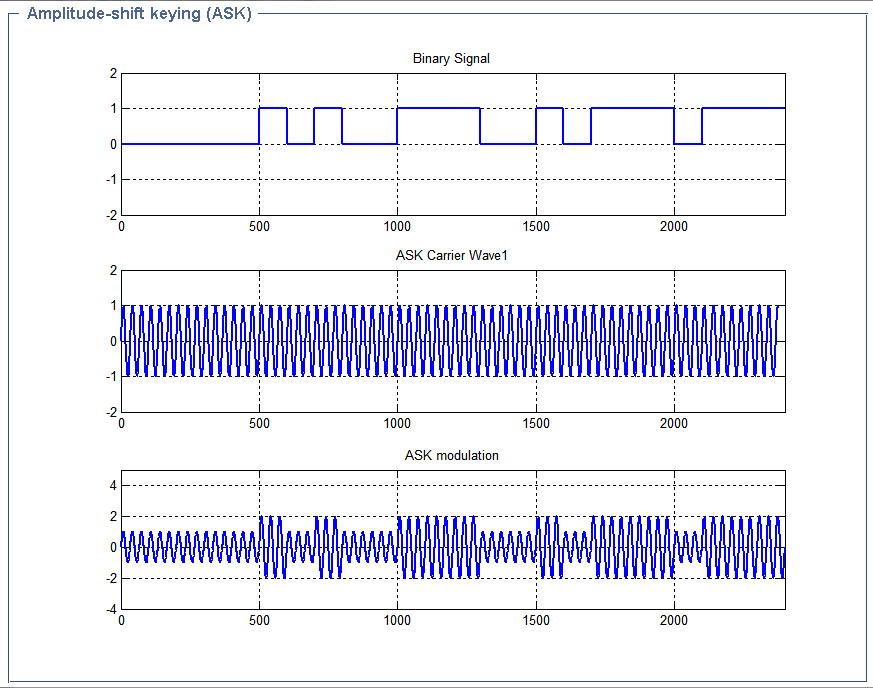 Amplitude-shift keying (ASK)
Binary Signal
2
1
0
-1
-2
0 500 1000 1500 2000
ASK Carrier Wave1
2
1
0
-1
-2
0 500 1000 1500 2000
ASK modulation
4
2
0
-2
-4
0 500 1000 1500 2000